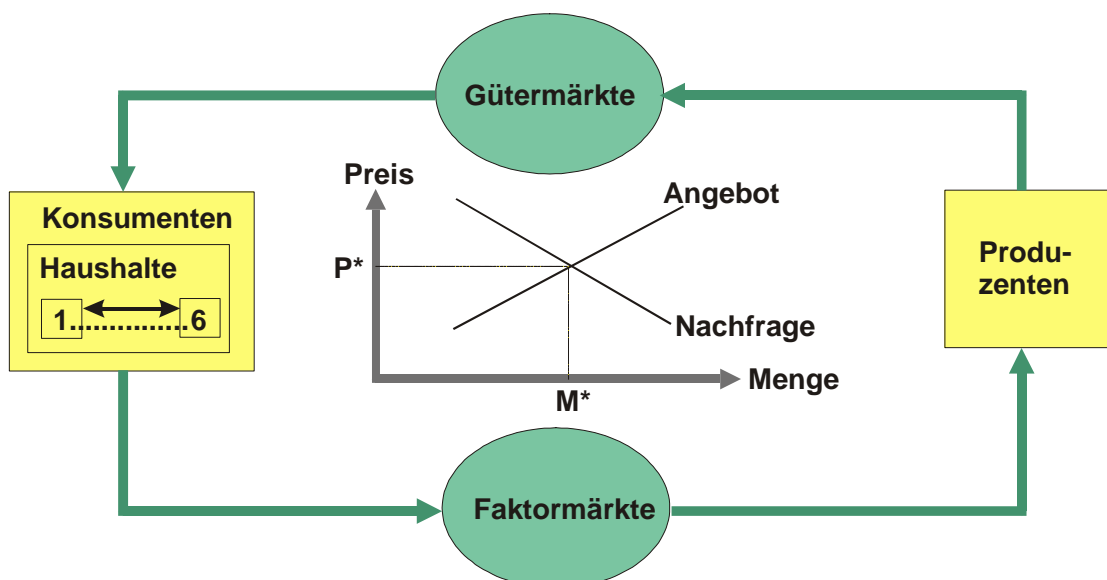 Gütermärkte
Preis
Angebot
Konsumenten
Haushalte
1...............6
P*
Produ-
zenten
Nachfrage
Menge
M*
Faktormärkte